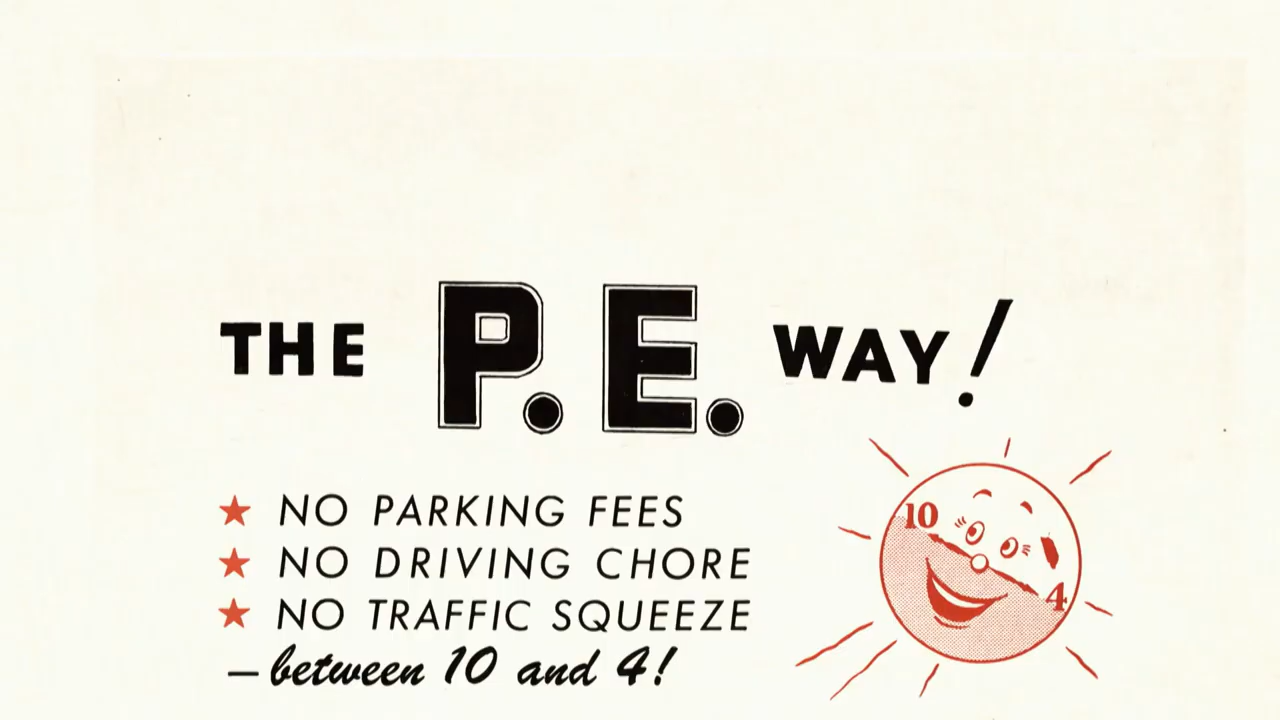 THE P.E. WAY!
★ NO PARKING FEES
★ NO DRIVING CHORE
★ NO TRAFFIC SQUEEZE
—between 10 and 4!
10
4